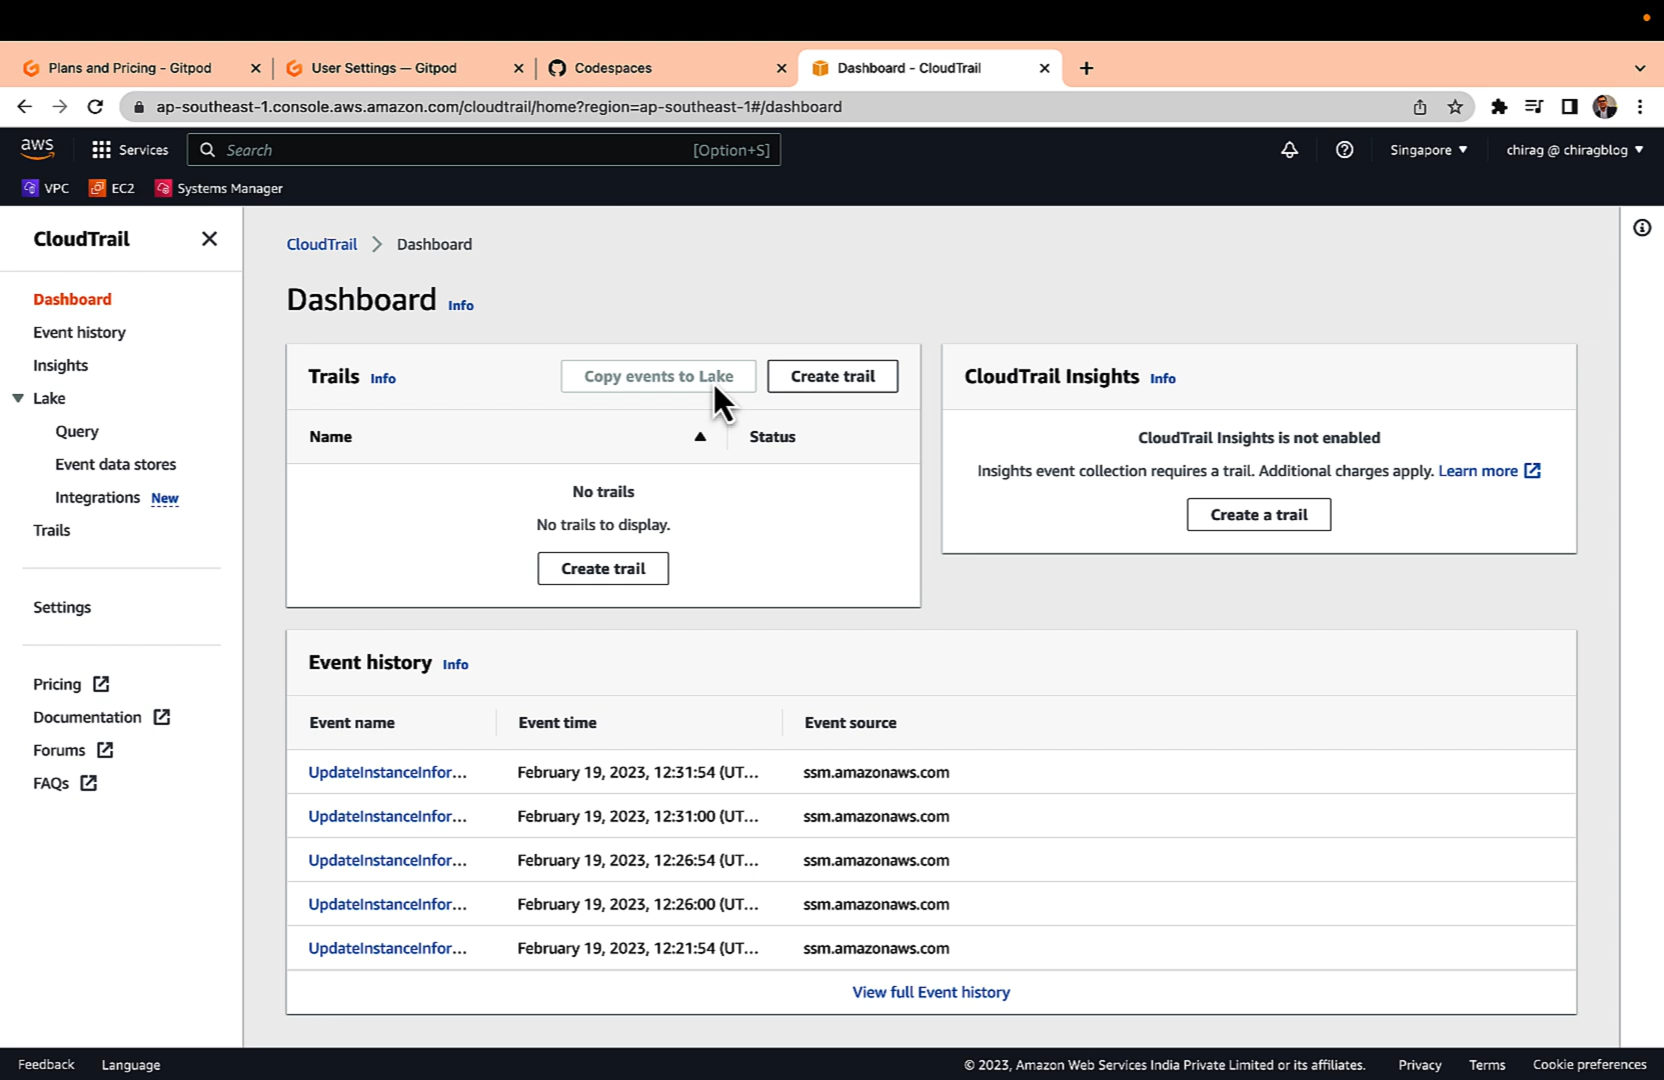 Plans and Pricing - Gitpod
User Settings — Gitpod
Codespaces
Dashboard - CloudTrail
ap-southeast-1.console.aws.amazon.com/cloudtrail/home?region=ap-southeast-1#/dashboard
aws
Services
Search
[Option+S]
Singapore
chirag @ chiragblog
VPC
EC2
Systems Manager
CloudTrail
Dashboard
Event history
Insights
Lake
Query
Event data stores
Integrations New
Trails
Settings
Pricing
Documentation
Forums
FAQs
CloudTrail > Dashboard
Dashboard Info
Trails Info
Copy events to Lake
Create trail
Name
Status
No trails
No trails to display.
Create trail
CloudTrail Insights Info
CloudTrail Insights is not enabled
Insights event collection requires a trail. Additional charges apply. Learn more
Create a trail
Event history Info
Event name Event time Event source
UpdateInstanceInfor... February 19, 2023, 12:31:54 (UT... ssm.amazonaws.com
UpdateInstanceInfor... February 19, 2023, 12:31:00 (UT... ssm.amazonaws.com
UpdateInstanceInfor... February 19, 2023, 12:26:54 (UT... ssm.amazonaws.com
UpdateInstanceInfor... February 19, 2023, 12:26:00 (UT... ssm.amazonaws.com
UpdateInstanceInfor... February 19, 2023, 12:21:54 (UT... ssm.amazonaws.com
View full Event history
Feedback Language © 2023, Amazon Web Services India Private Limited or its affiliates. Privacy Terms Cookie preferences